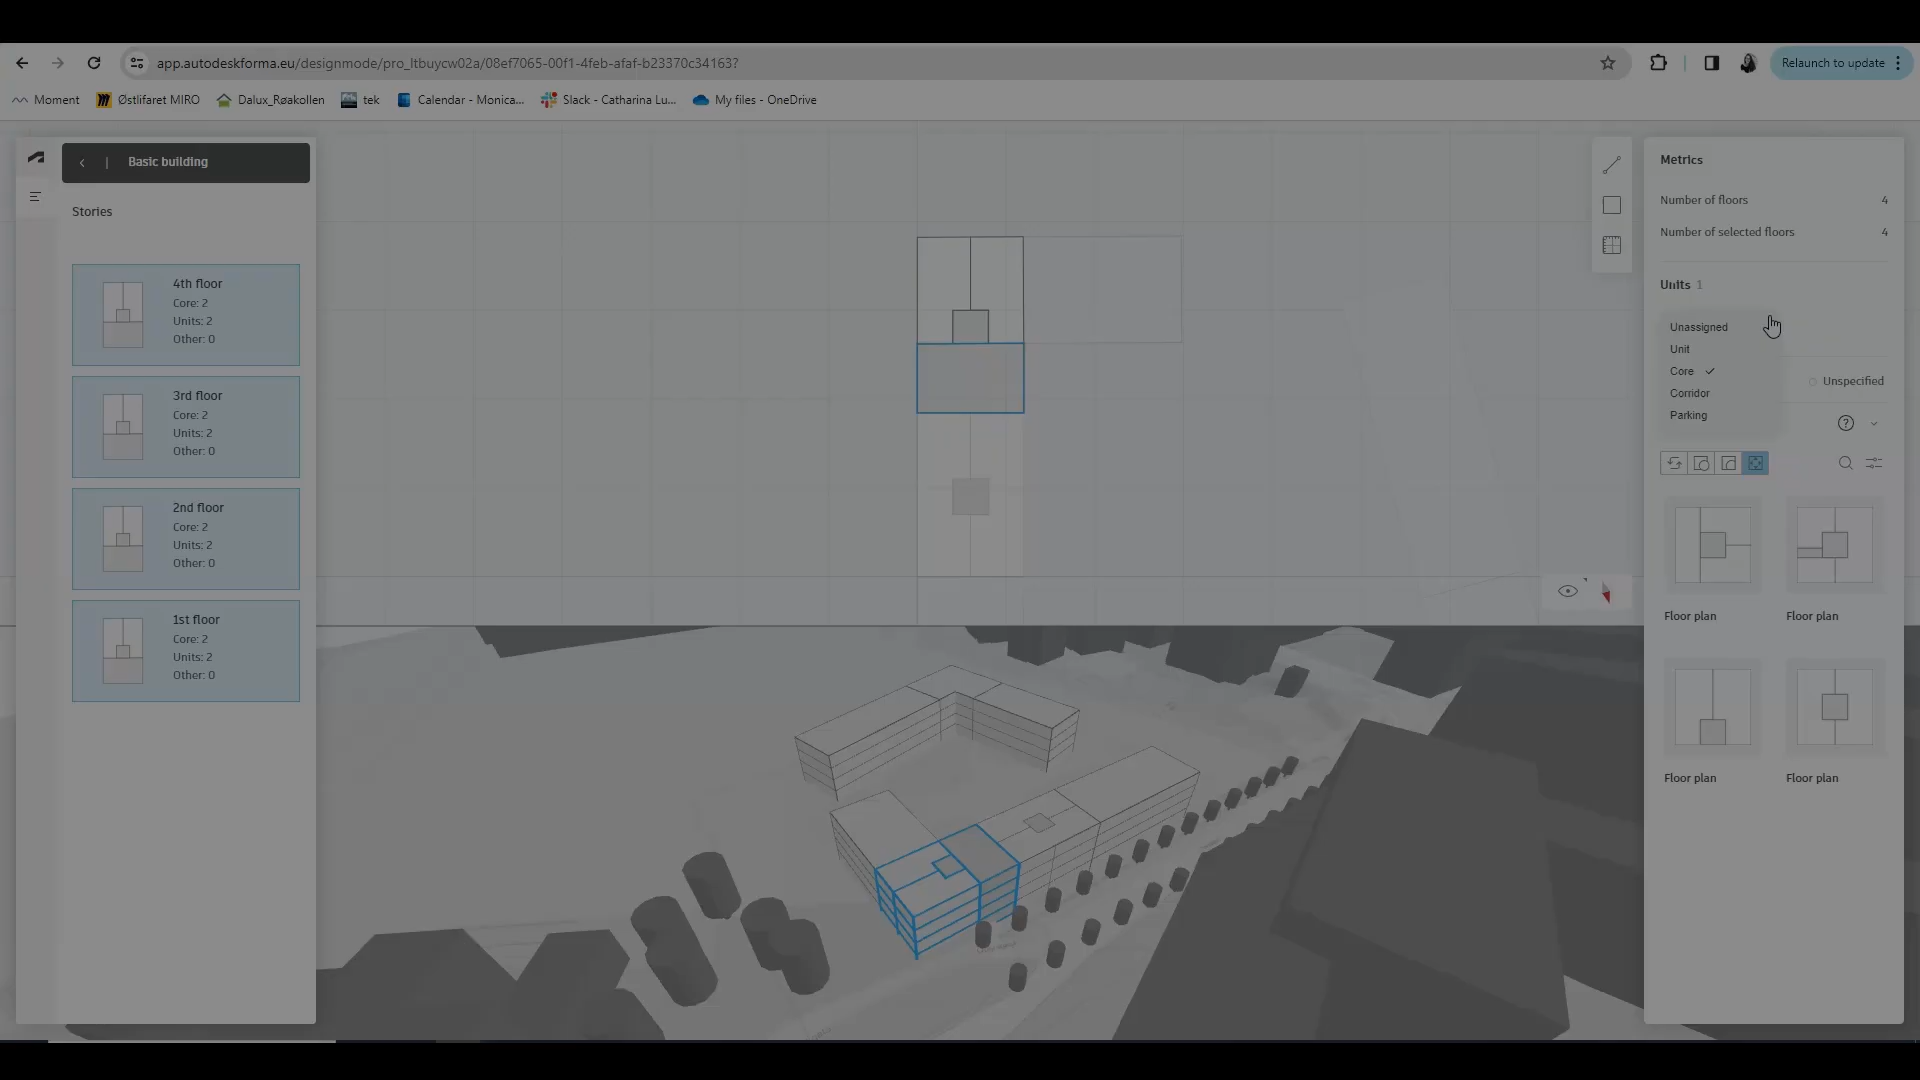 app.autodeskforma.eu/designmode/pro_ltbuycw02a/08ef7065-00f1-4feb-afaf-b23370c34163?
Relaunch to update
Moment
Østlifaret MIRO
Dalux_Røakollen
tek
Calendar - Monica...
Slack - Catharina Lu...
My files - OneDrive
Basic building
Stories
4th floor
Core: 2
Units: 2
Other: 0
3rd floor
Core: 2
Units: 2
Other: 0
2nd floor
Core: 2
Units: 2
Other: 0
1st floor
Core: 2
Units: 2
Other: 0
Metrics
Number of floors 4
Number of selected floors 4
Units 1
Unassigned
Unit
Core
Corridor
Parking
Unspecified
Floor plan
Floor plan
Floor plan
Floor plan